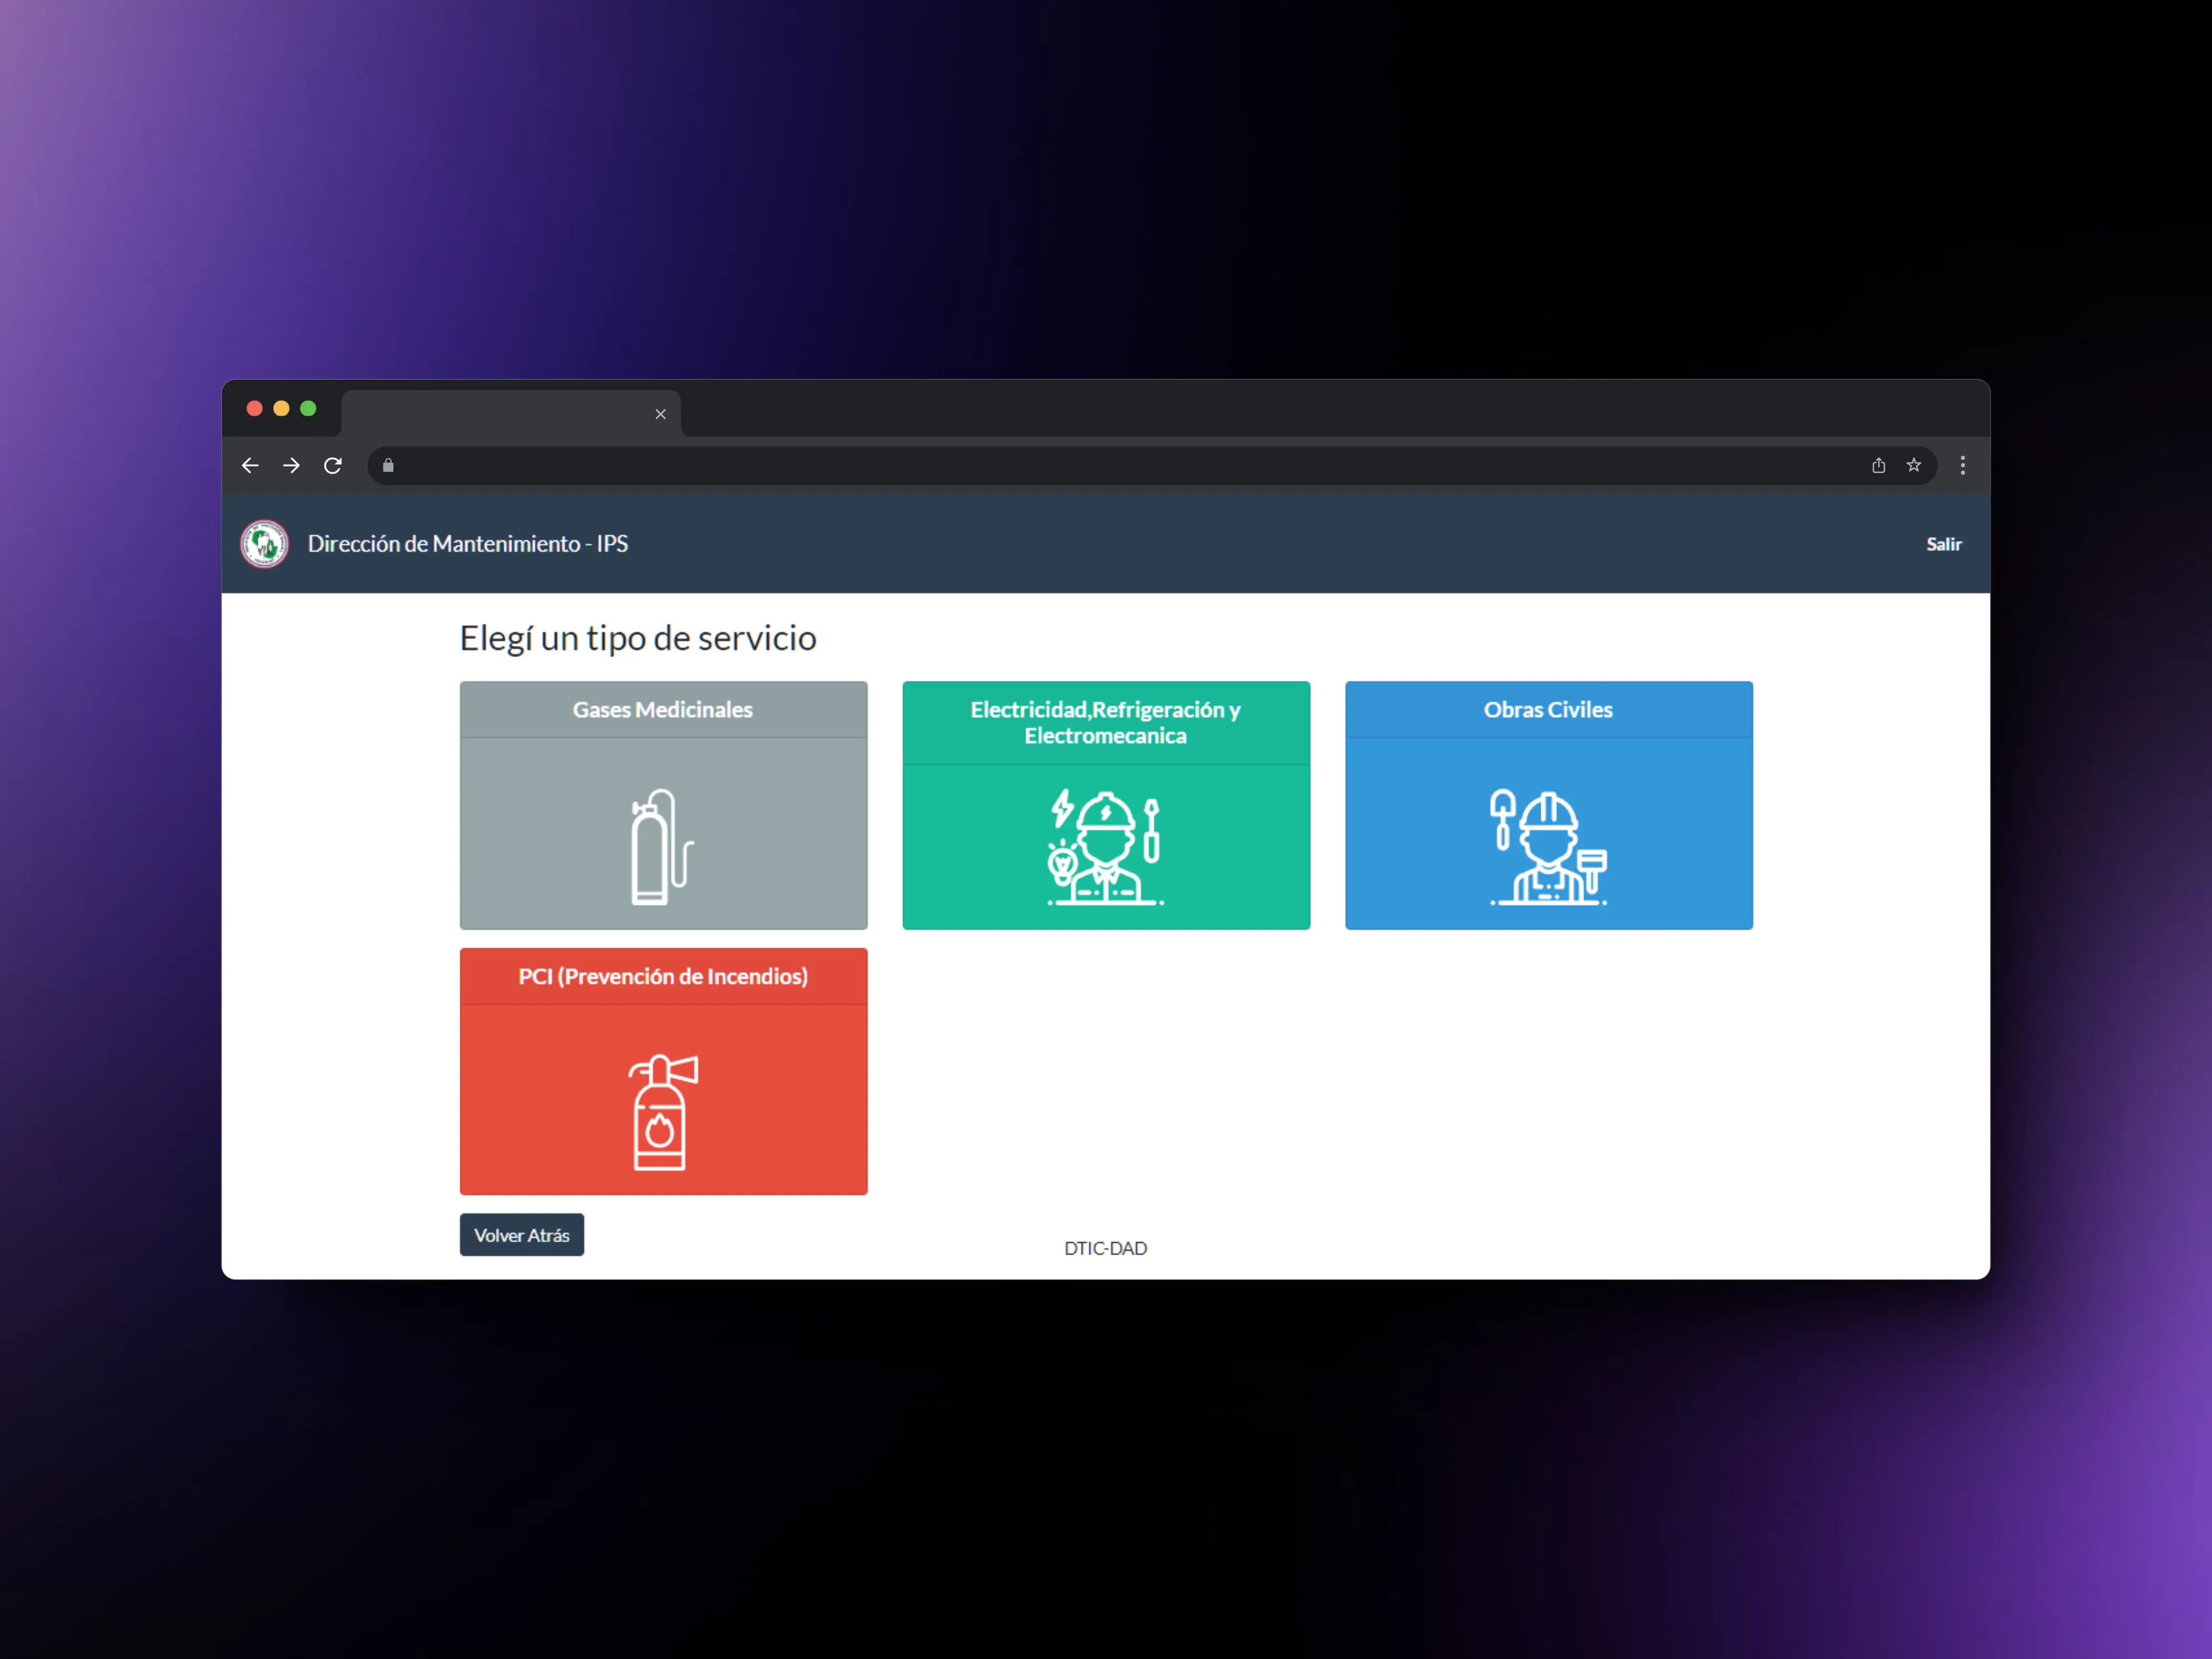 Dirección de Mantenimiento - IPS
Salir
Elegí un tipo de servicio
Gases Medicinales
Electricidad,Refrigeración y
Electromecanica
Obras Civiles
PCI (Prevención de Incendios)
Volver Atrás
DTIC-DAD